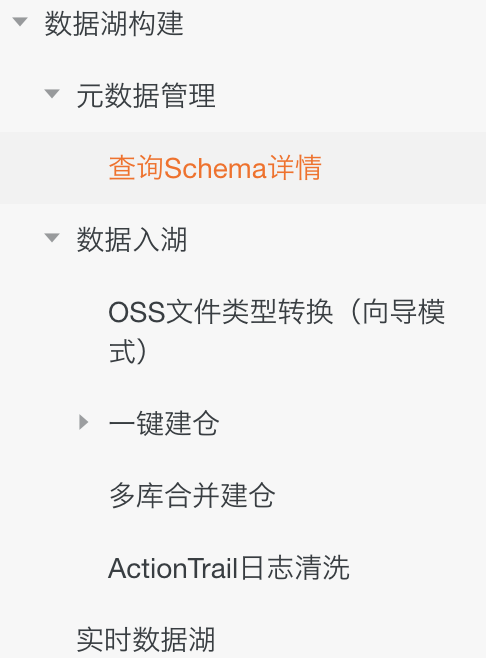 数据湖构建
元数据管理
查询Schema详情
数据入湖
OSS文件类型转换（向导模
式）
一键建仓
多库合并建仓
ActionTrail日志清洗
实时数据湖